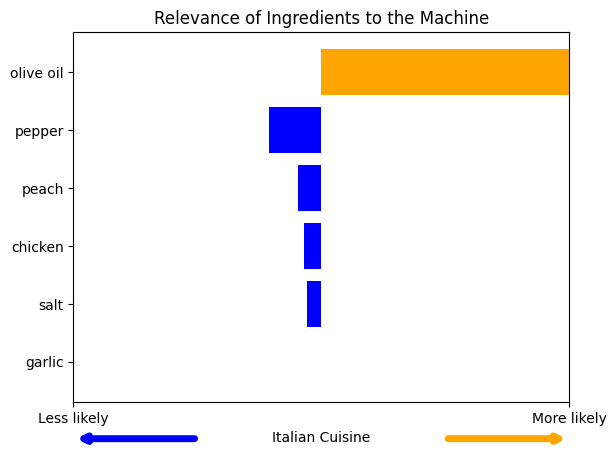 Relevance of Ingredients to the Machine
olive oil
pepper
peach
chicken
salt
garlic
Less likely
More likely
Italian Cuisine